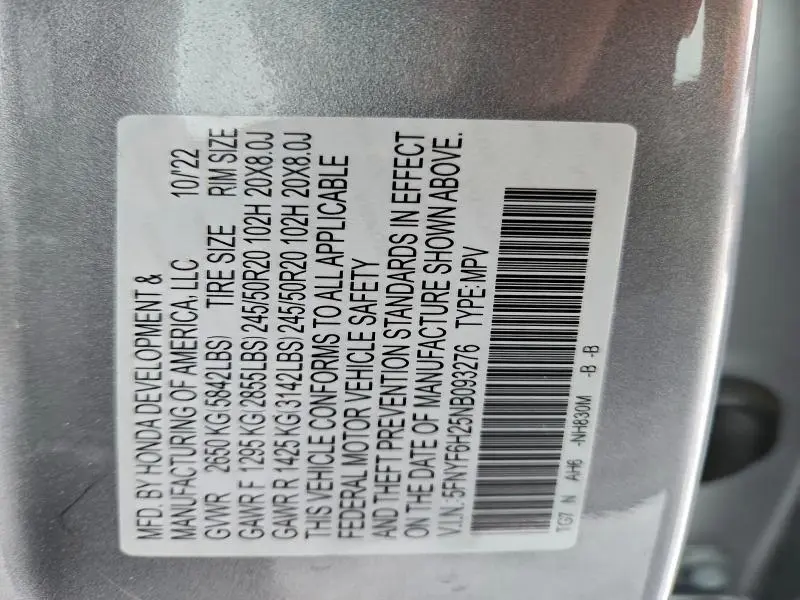 MFD. BY HONDA DEVELOPMENT &
MANUFACTURING OF AMERICA, LLC 10/'22
GVWR 2650 KG(5842LBS) TIRE SIZE RIM SIZE
GAWR F 1295 KG(2855LBS) 245/50R20 102H 20X8.0J
GAWR R 1425 KG(3142LBS) 245/50R20 102H 20X8.0J
THIS VEHICLE CONFORMS TO ALL APPLICABLE
FEDERAL MOTOR VEHICLE SAFETY
AND THEFT PREVENTION STANDARDS IN EFFECT
ON THE DATE OF MANUFACTURE SHOWN ABOVE.
V.I.N.:5FNYF6H25NB093276 TYPE:MPV
TG7 N AH6 -NH830M -B -B